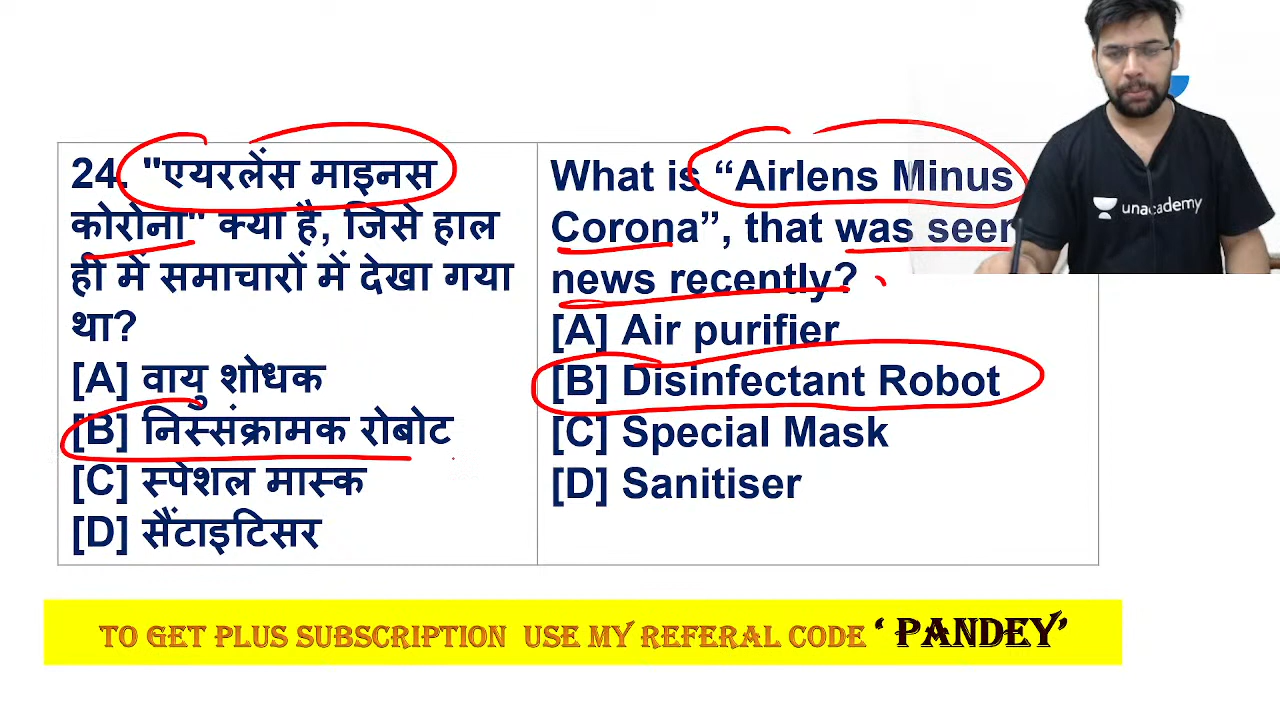 24. "एयरलेंस माइनस
कोरोना" क्या है, जिसे हाल
ही में समाचारों में देखा गया
था?
[A] वायु शोधक
[B] निस्संक्रामक रोबोट
[C] स्पेशल मास्क
[D] सैंटाइटिसर
What is “Airlens Minus
Corona”, that was seen
news recently?
[A] Air purifier
[B] Disinfectant Robot
[C] Special Mask
[D] Sanitiser
unacademy
TO GET PLUS SUBSCRIPTION USE MY REFERAL CODE ‘ PANDEY’